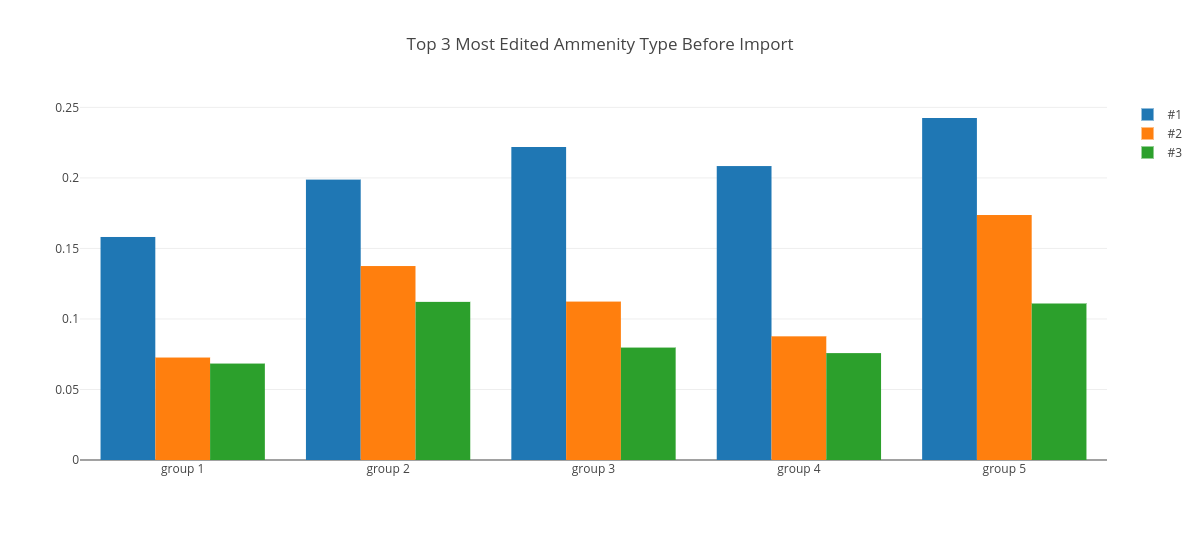 Top 3 Most Edited Ammenity Type Before Import
0.25
0.2
0.15
0.1
0.05
0
group 1
group 2
group 3
group 4
group 5
#1
#2
#3